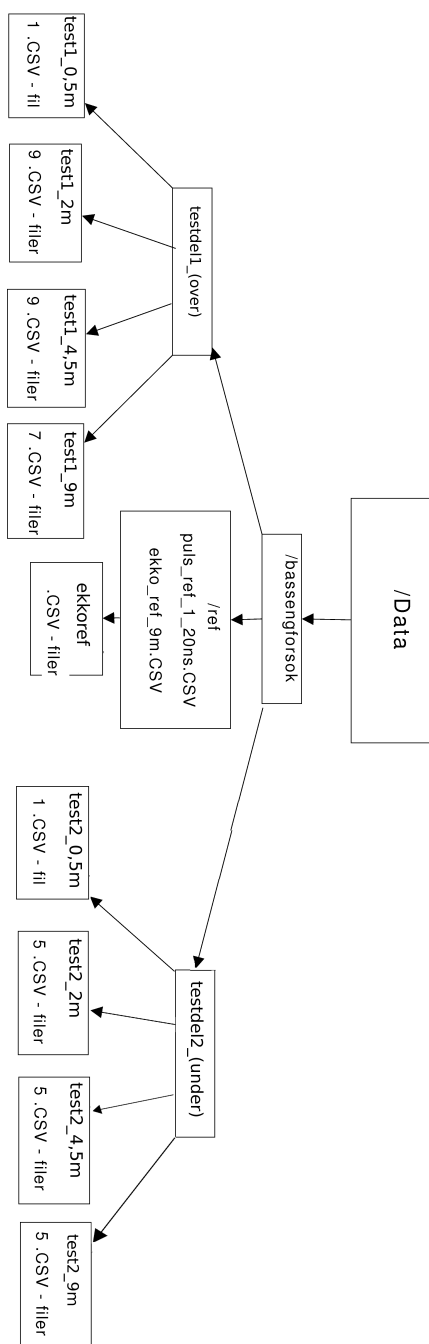 /Data
/bassengforsok
testdel1_(over)
/ref
puls_ref_1_20ns.CSV
ekko_ref_9m.CSV
testdel2_(under)
test1_0,5m
1 .CSV - fil
test1_2m
9 .CSV - filer
test1_4,5m
9 .CSV - filer
test1_9m
7 .CSV - filer
ekkoref
.CSV - filer
test2_0,5m
1 .CSV - fil
test2_2m
5 .CSV - filer
test2_4,5m
5 .CSV - filer
test2_9m
5 .CSV - filer